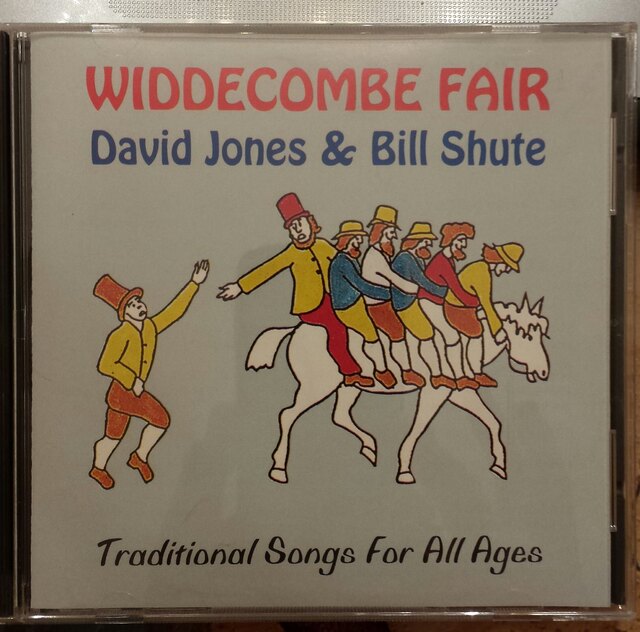 WIDDECOMBE FAIR
David Jones & Bill Shute
Traditional Songs For All Ages